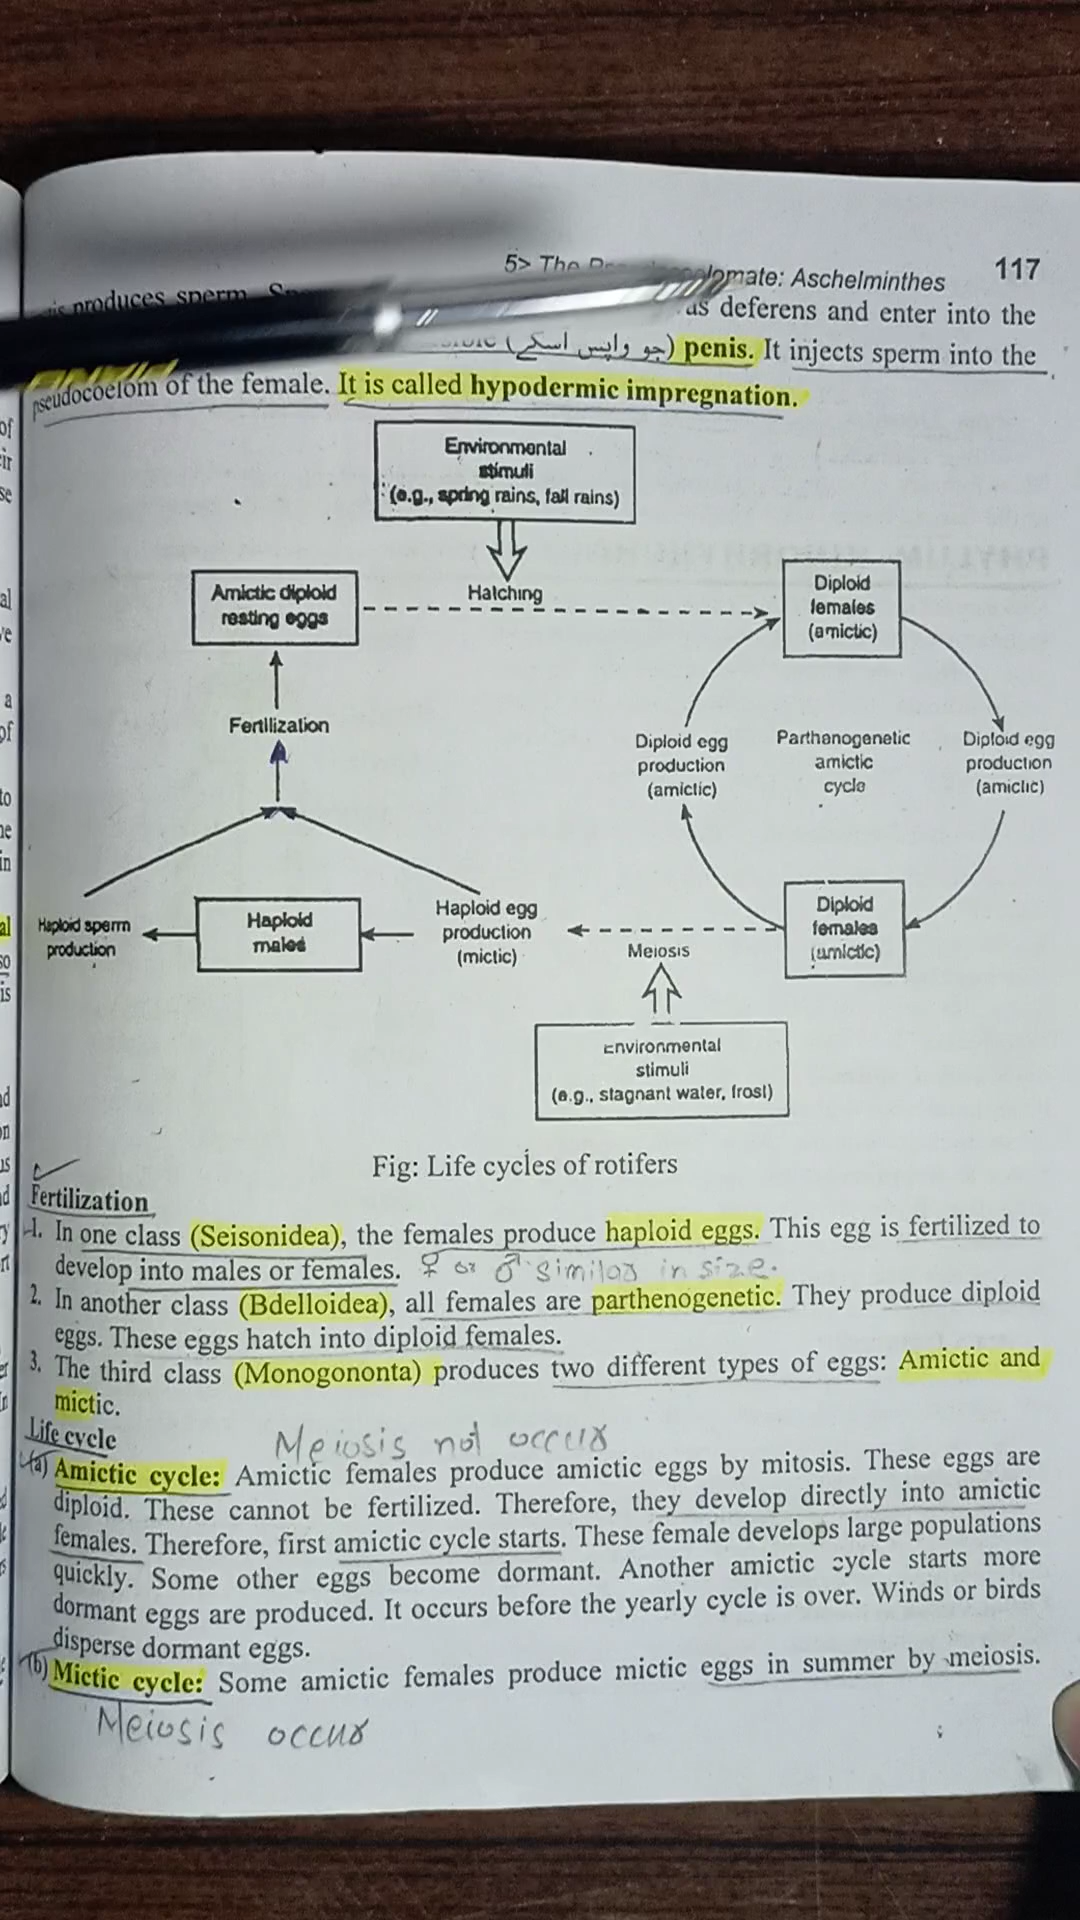 5> The
lomate: Aschelminthes
117
produces sperm.
as deferens and enter into the
(جو واپس اسکے) penis. It injects sperm into the
pseudocoelom of the female. It is called hypodermic impregnation.
Environmental
stimuli
(e.g., spring rains, fall rains)
Hatching
Amictic diploid
resting eggs
Diploid
females
(amictic)
Fertilization
Diploid egg
production
(amictic)
Parthanogenetic
amictic
cycle
Diploid egg
production
(amictic)
Haploid sperm
production
Haploid
males
Haploid egg
production
(mictic)
Meiosis
Diploid
females
(amictic)
Environmental
stimuli
(e.g., stagnant water, frost)
Fig: Life cycles of rotifers
Fertilization
1. In one class (Seisonidea), the females produce haploid eggs. This egg is fertilized to
develop into males or females. ♀ or ♂ similar in size.
2. In another class (Bdelloidea), all females are parthenogenetic. They produce diploid
eggs. These eggs hatch into diploid females.
3. The third class (Monogononta) produces two different types of eggs: Amictic and
mictic.
Life cycle
Meiosis not occur
(a) Amictic cycle: Amictic females produce amictic eggs by mitosis. These eggs are
diploid. These cannot be fertilized. Therefore, they develop directly into amictic
females. Therefore, first amictic cycle starts. These female develops large populations
quickly. Some other eggs become dormant. Another amictic cycle starts more
dormant eggs are produced. It occurs before the yearly cycle is over. Winds or birds
disperse dormant eggs.
(b) Mictic cycle: Some amictic females produce mictic eggs in summer by meiosis.
Meiosis occur